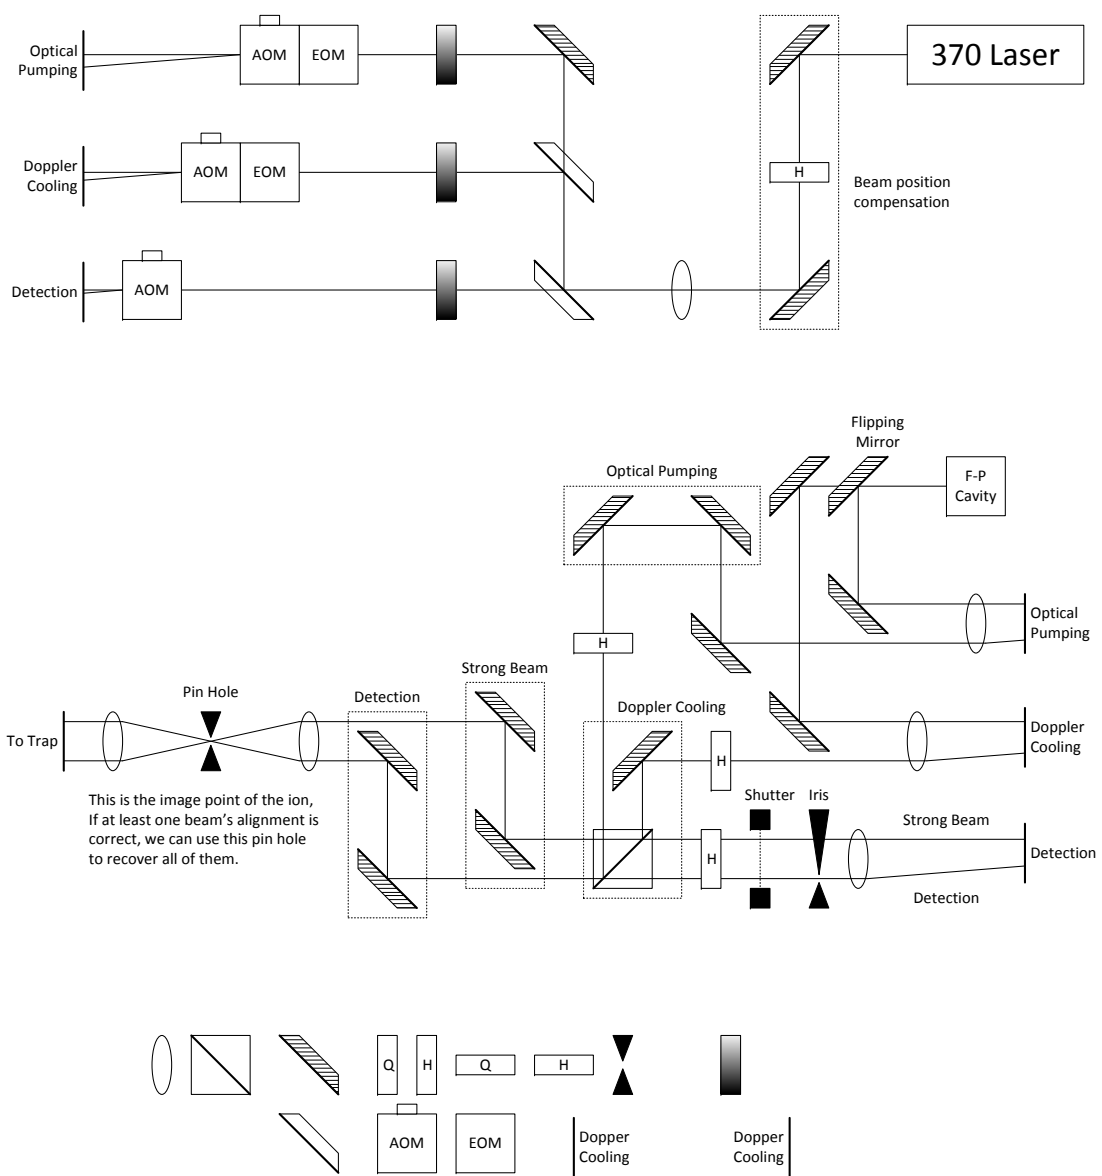 Optical
Pumping
AOM
EOM
370 Laser
Doppler
Cooling
AOM
EOM
H
Beam position
compensation
Detection
AOM
Flipping
Mirror
Optical Pumping
F-P
Cavity
Optical
Pumping
H
Strong Beam
Pin Hole
Detection
Doppler Cooling
To Trap
H
Doppler
Cooling
This is the image point of the ion,
If at least one beam's alignment is
correct, we can use this pin hole
to recover all of them.
Shutter
Iris
Strong Beam
H
Detection
Detection
Q
H
Q
H
AOM
EOM
Dopper
Cooling
Dopper
Cooling